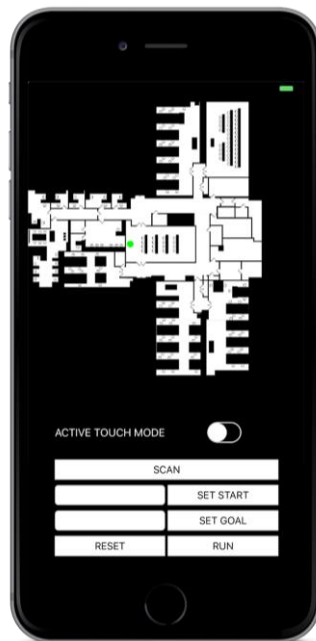 ACTIVE TOUCH MODE
SCAN
SET START
SET GOAL
RESET RUN